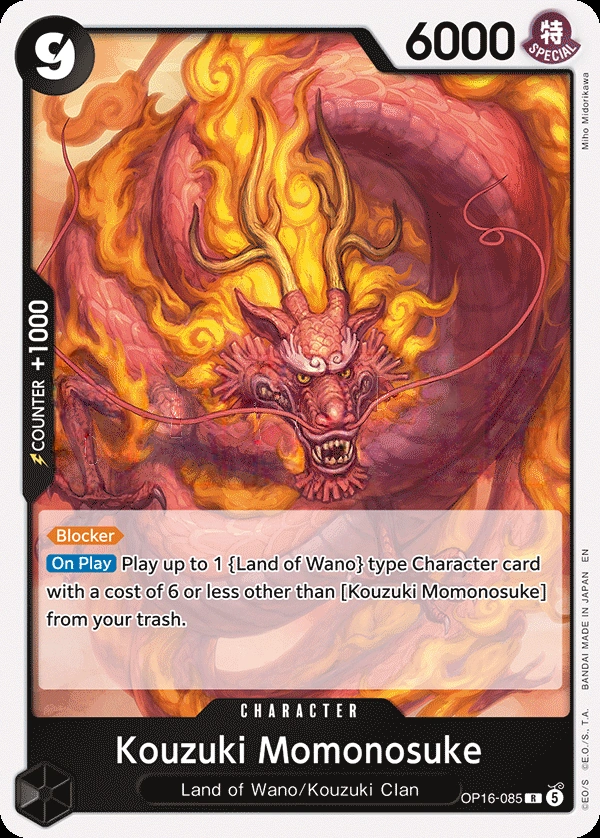 9
6000
特
SPECIAL
Miho Midorikawa
COUNTER +1000
Blocker
On Play Play up to 1 {Land of Wano} type Character card
with a cost of 6 or less other than [Kouzuki Momonosuke]
from your trash.
©EO/S ©E.O./S., T.A. BANDAI MADE IN JAPAN EN
CHARACTER
Kouzuki Momonosuke
Land of Wano/Kouzuki Clan
OP16-085 R 5